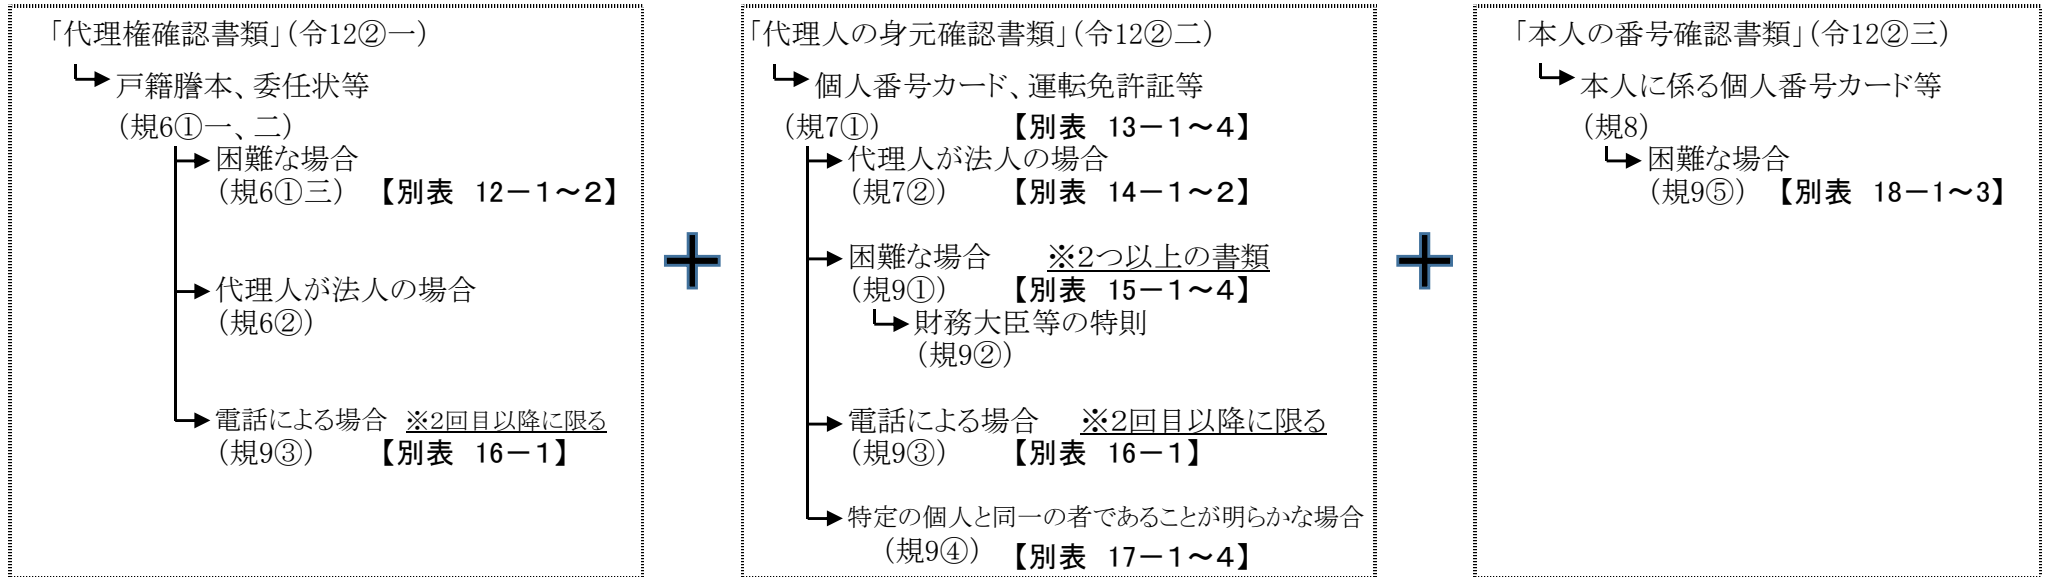 「代理権確認書類」(令12②一)
戸籍謄本、委任状等
(規6①一、二)
困難な場合
(規6①三) 【別表 12-1~2】
代理人が法人の場合
(規6②)
電話による場合 ※2回目以降に限る
(規9③) 【別表 16-1】
「代理人の身元確認書類」(令12②二)
個人番号カード、運転免許証等
(規7①) 【別表 13-1~4】
代理人が法人の場合
(規7②) 【別表 14-1~2】
困難な場合 ※2つ以上の書類
(規9①) 【別表 15-1~4】
財務大臣等の特則
(規9②)
電話による場合 ※2回目以降に限る
(規9③) 【別表 16-1】
特定の個人と同一の者であることが明らかな場合
(規9④) 【別表 17-1~4】
「本人の番号確認書類」(令12②三)
本人に係る個人番号カード等
(規8)
困難な場合
(規9⑤) 【別表 18-1~3】